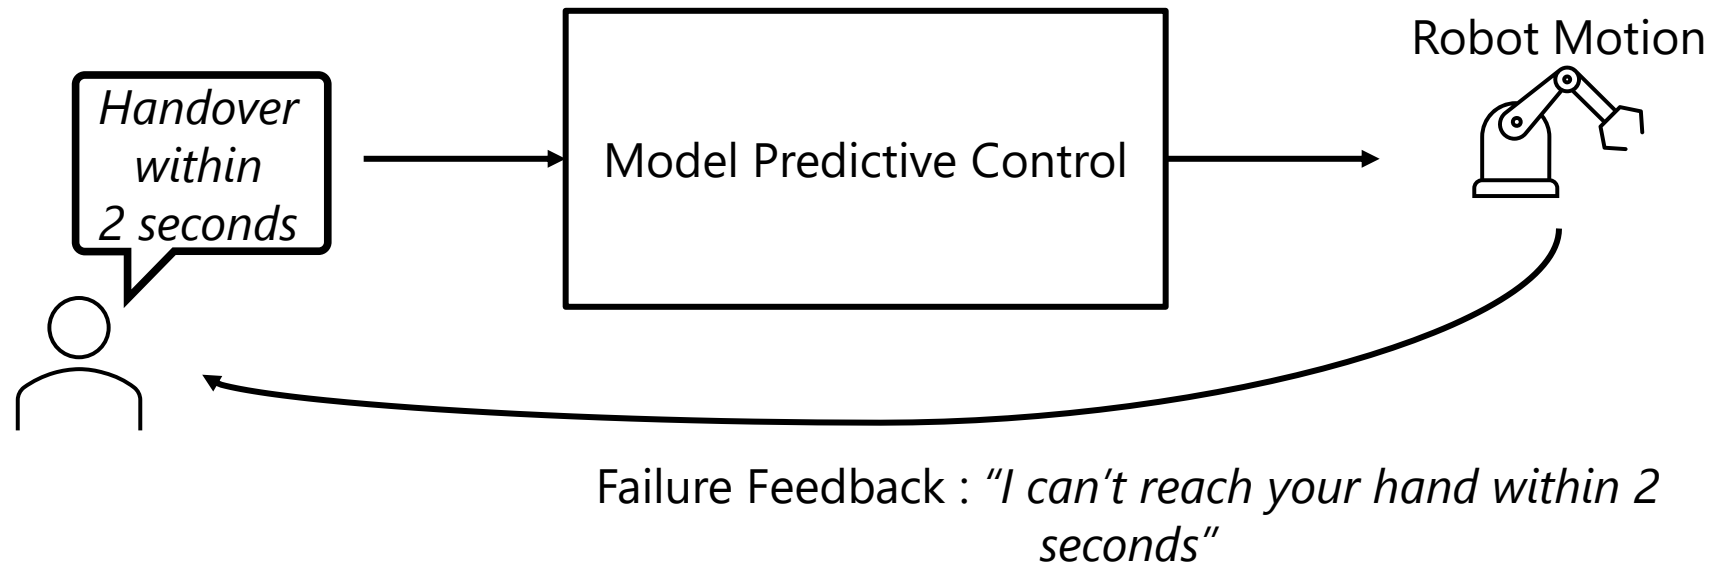 Robot Motion
Handover
within
2 seconds
Model Predictive Control
Failure Feedback : “I can’t reach your hand within 2
seconds”